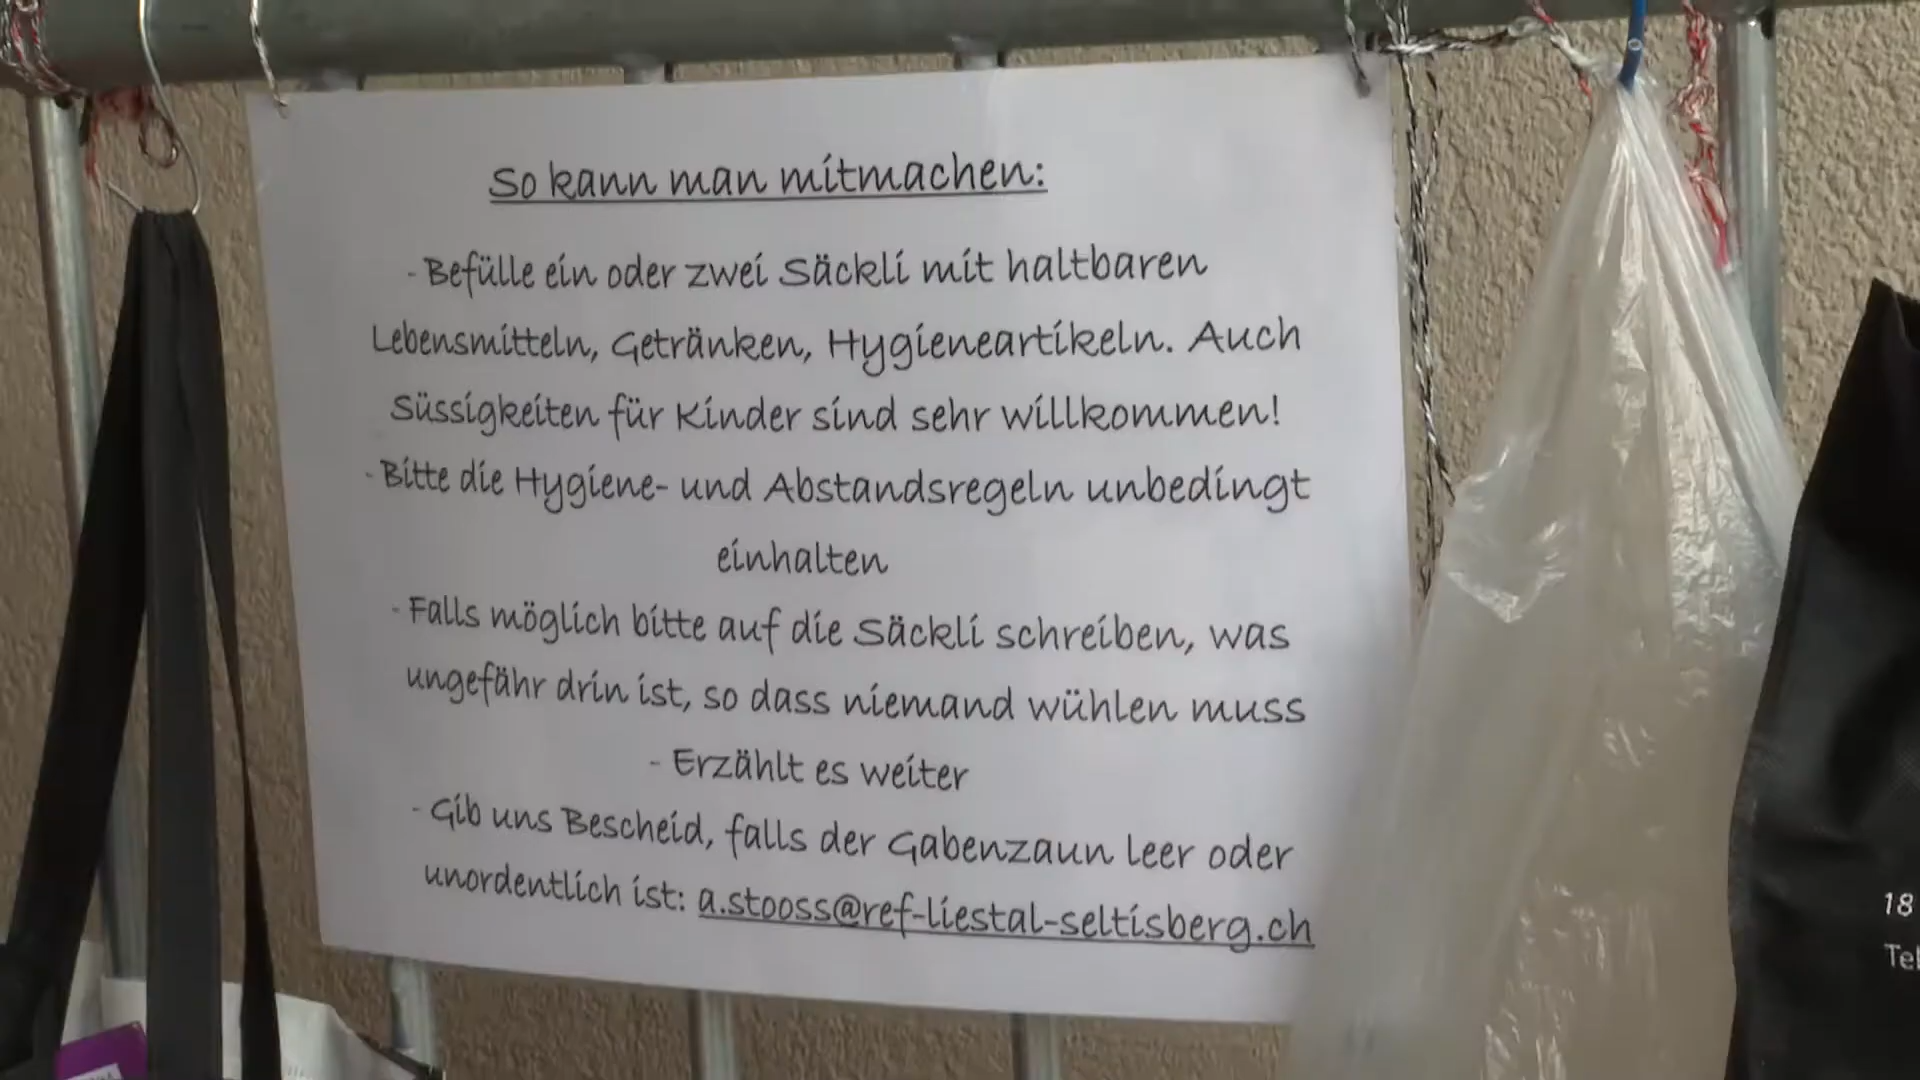 So kann man mitmachen:
- Befülle ein oder zwei Säckli mit haltbaren
Lebensmitteln, Getränken, Hygieneartikeln. Auch
Süssigkeiten für Kinder sind sehr willkommen!
- Bitte die Hygiene- und Abstandsregeln unbedingt
einhalten
- Falls möglich bitte auf die Säckli schreiben, was
ungefähr drin ist, so dass niemand wühlen muss
- Erzählt es weiter
- Gib uns Bescheid, falls der Gabenzaun leer oder
unordentlich ist: a.stooss@ref-liestal-seltisberg.ch
18
Tel